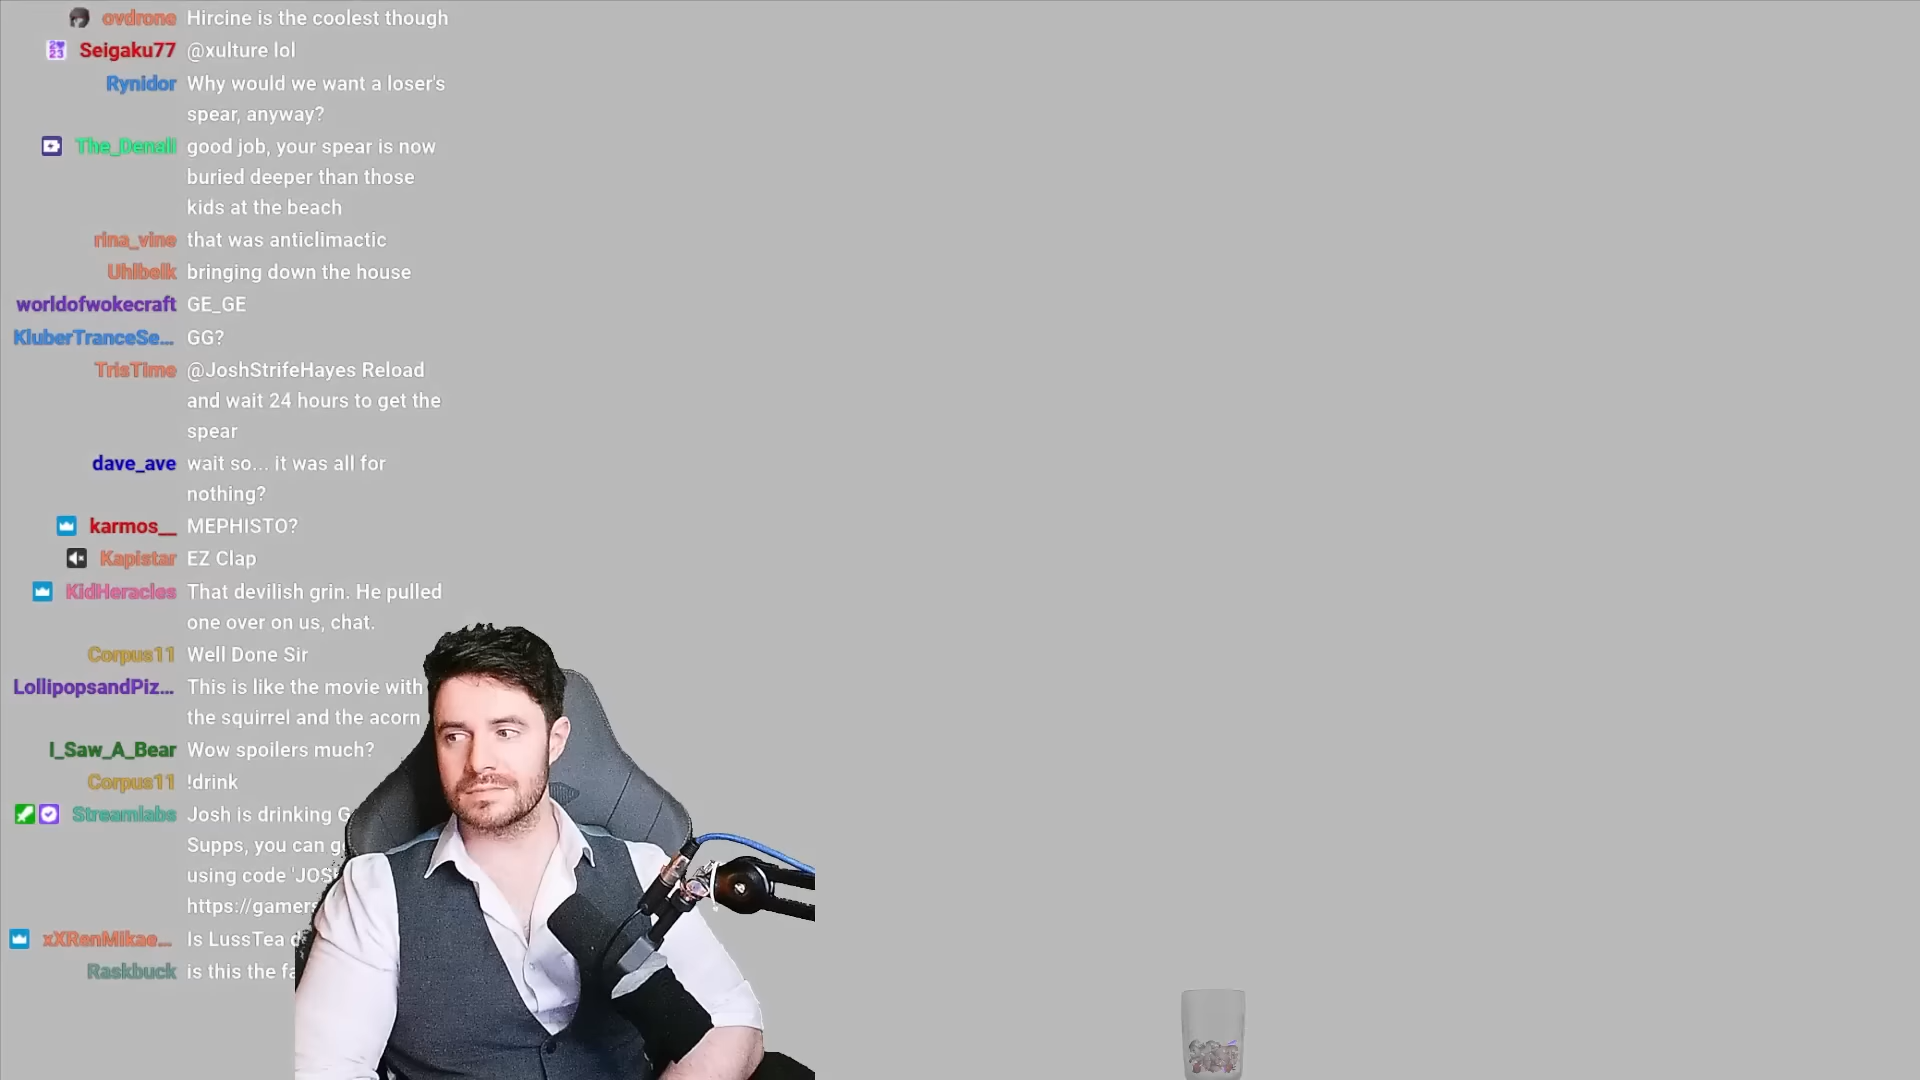 ovdrone Hircine is the coolest though
Seigaku77 @xulture lol
Rynidor Why would we want a loser's
spear, anyway?
The_Denali good job, your spear is now
buried deeper than those
kids at the beach
rina_vine that was anticlimactic
Uhlbelk bringing down the house
worldofwokecraft GE_GE
KluberTranceSe... GG?
TrisTime @JoshStrifeHayes Reload
and wait 24 hours to get the
spear
dave_ave wait so... it was all for
nothing?
karmos__ MEPHISTO?
Kapistar EZ Clap
KidHeracles That devilish grin. He pulled
one over on us, chat.
Corpus11 Well Done Sir
LollipopsandPiz... This is like the movie with
the squirrel and the acorn
I_Saw_A_Bear Wow spoilers much?
Corpus11 !drink
Streamlabs Josh is drinking G
Supps, you can g
using code 'JOS
https://gamers
xXRenMikae... Is LussTea d
Raskbuck is this the fa